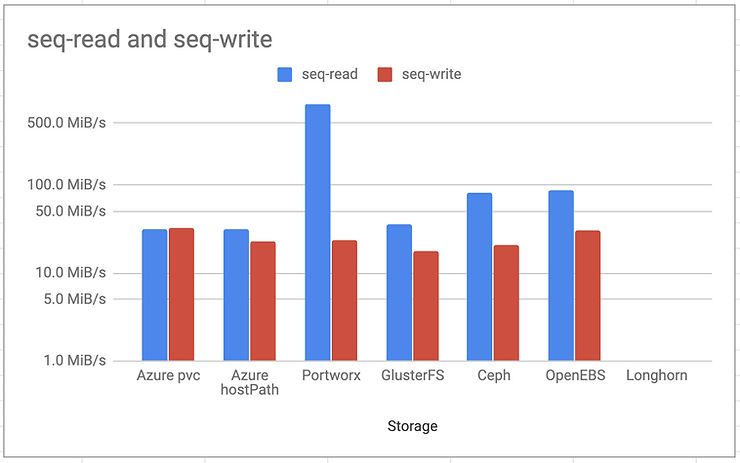 seq-read and seq-write
seq-read seq-write
500.0 MiB/s
100.0 MiB/s
50.0 MiB/s
10.0 MiB/s
5.0 MiB/s
1.0 MiB/s
Azure pvc Azure Portworx GlusterFS Ceph OpenEBS Longhorn
hostPath
Storage